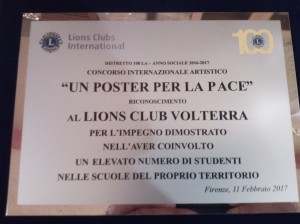 Lions Clubs
International
100
DISTRETTO 108 LA - ANNO SOCIALE 2016-2017
CONCORSO INTERNAZIONALE ARTISTICO
"UN POSTER PER LA PACE"
RICONOSCIMENTO
AL LIONS CLUB VOLTERRA
PER L'IMPEGNO DIMOSTRATO
NELL'AVER COINVOLTO
UN ELEVATO NUMERO DI STUDENTI
NELLE SCUOLE DEL PROPRIO TERRITORIO
Firenze, 11 Febbraio 2017